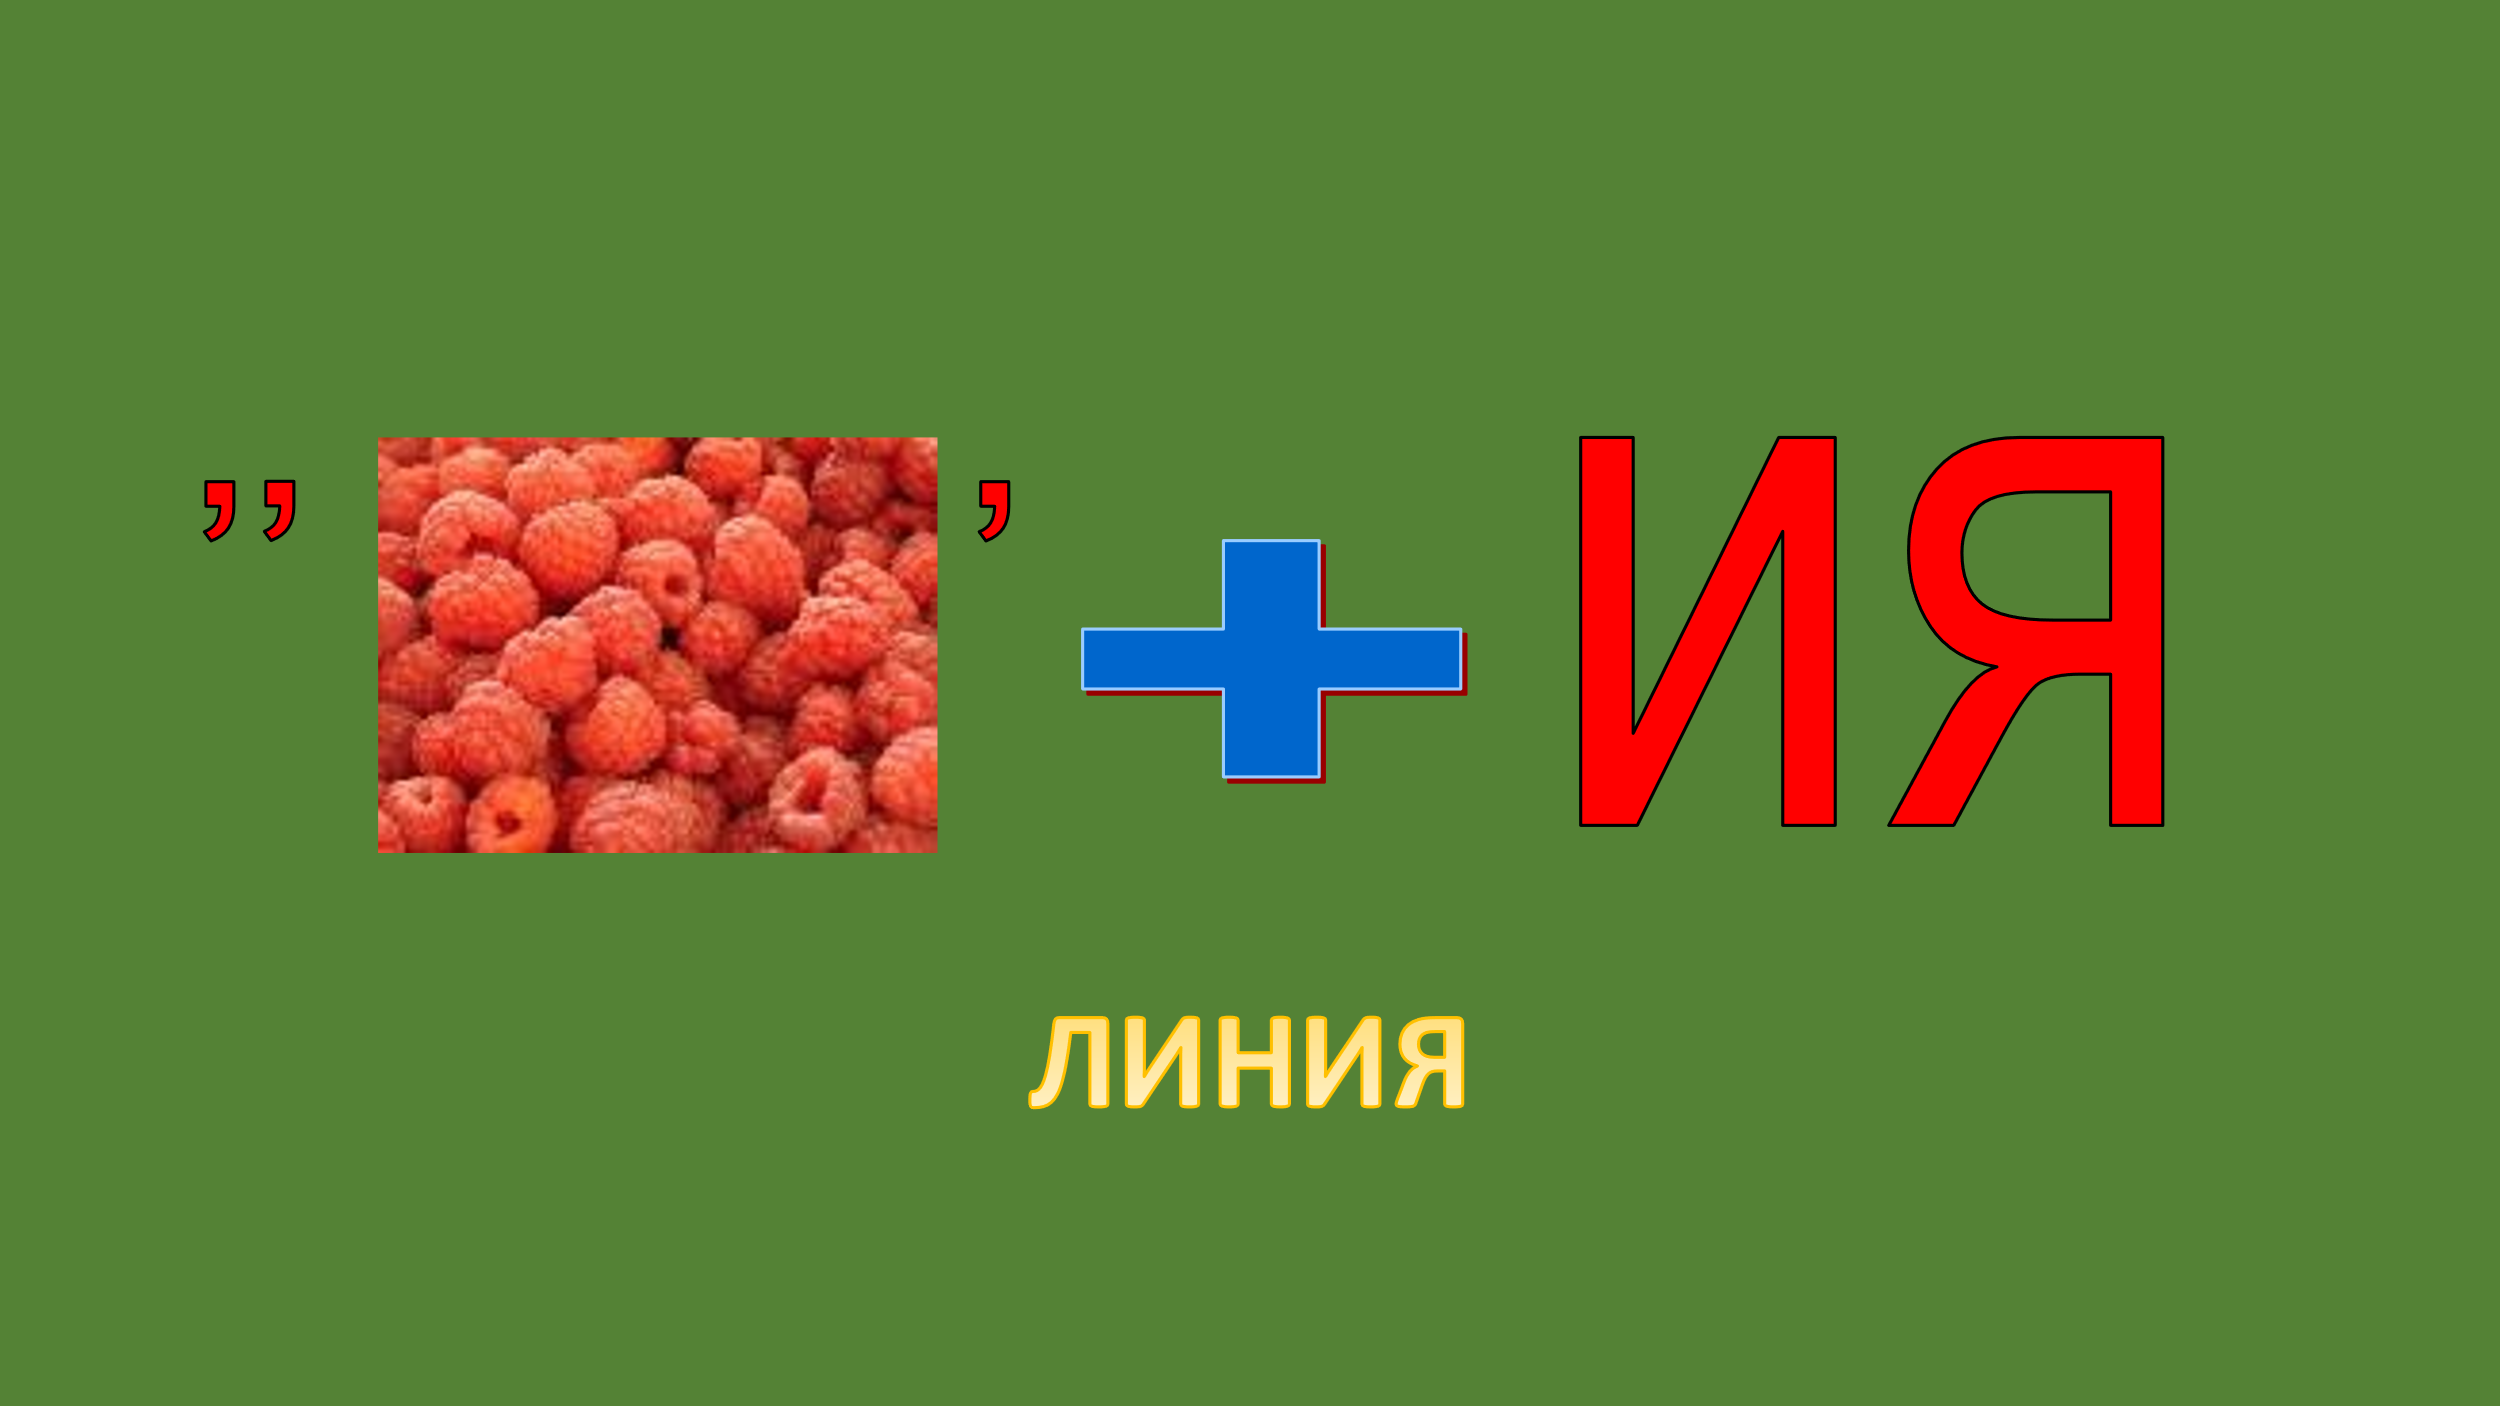 ,, , + ИЯ
ЛИНИЯ